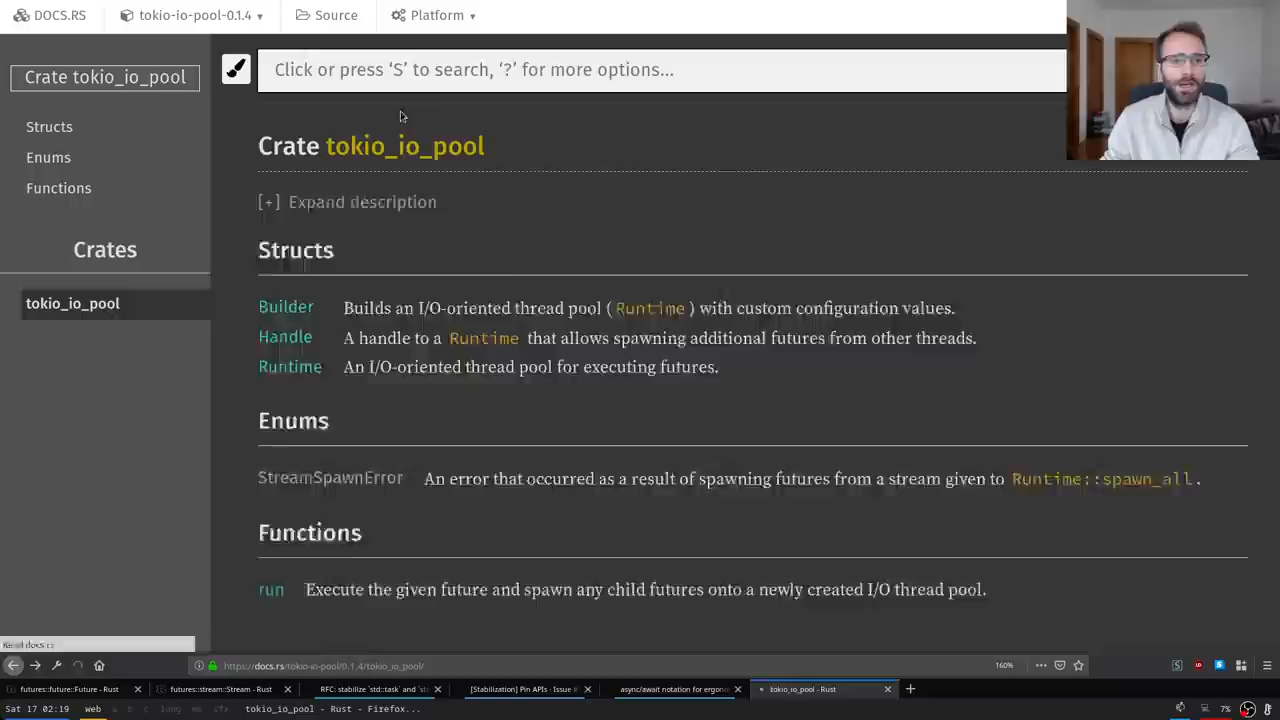 DOCS.RS tokio-io-pool-0.1.4 Source Platform
Crate tokio_io_pool
Click or press ‘S’ to search, ‘?’ for more options...
Structs
Enums
Functions
Crates
tokio_io_pool
Crate tokio_io_pool
[+] Expand description
Structs
Builder Builds an I/O-oriented thread pool (Runtime) with custom configuration values.
Handle A handle to a Runtime that allows spawning additional futures from other threads.
Runtime An I/O-oriented thread pool for executing futures.
Enums
StreamSpawnError An error that occurred as a result of spawning futures from a stream given to Runtime::spawn_all.
Functions
run Execute the given future and spawn any child futures onto a newly created I/O thread pool.
Read docs.rs
https://docs.rs/tokio-io-pool/0.1.4/tokio_io_pool/ 160%
futures::future::Future - Rust futures::stream::Stream - Rust RFC: stabilize `std::task` and `std [Stabilization] Pin APIs · Issue # async/await notation for ergono tokio_io_pool - Rust
Sat 17 02:19 web tokio_io_pool - Rust - Firefox... 7%